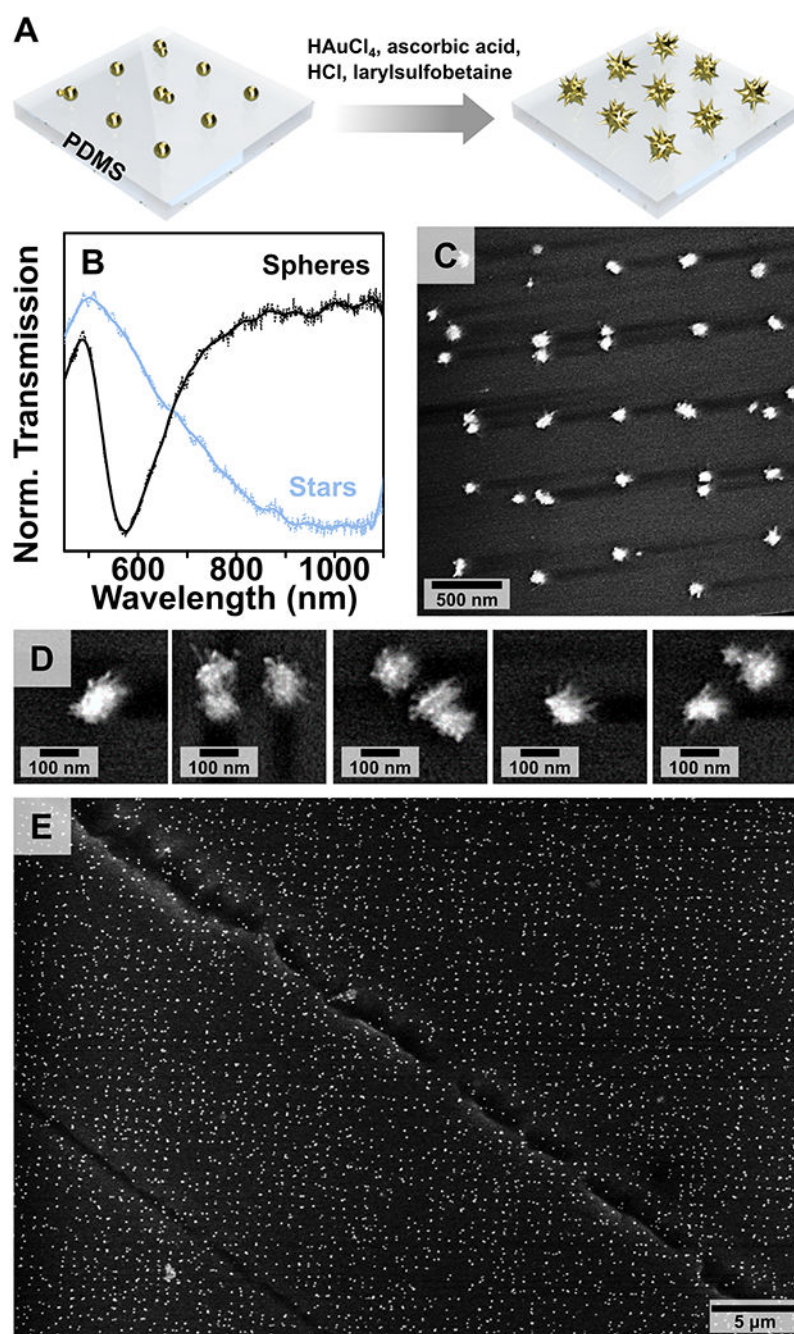 A
HAuCl₄, ascorbic acid,
HCl, larylsulfobetaine
PDMS
B
Spheres
Stars
Norm. Transmission
600 800 1000
Wavelength (nm)
C
500 nm
D
100 nm
100 nm
100 nm
100 nm
100 nm
E
5 µm